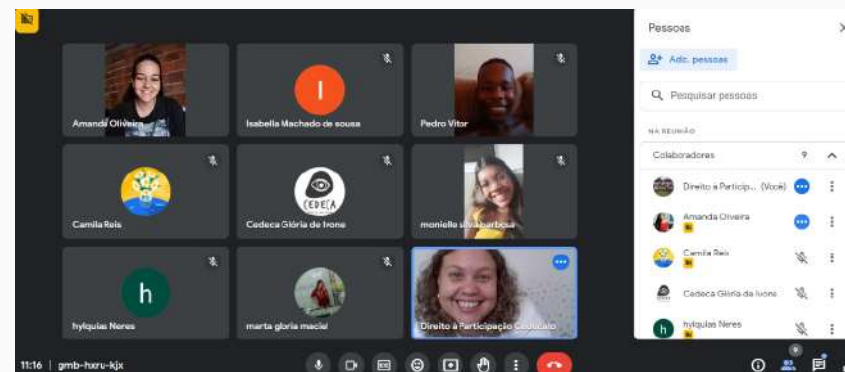 Pessoas
Adc. pessoas
Pesquisar pessoas
NA REUNIÃO
Colaboradores 9
Direito à Particip... (Você)
Amanda Oliveira
Camila Reis
Cedeca Glória de Ivone
hylquias Neres
Amanda Oliveira
I
Isabella Machado de sousa
Pedro Vitor
Camila Reis
CEDECA
Cedeca Glória de Ivone
monielle silva barbosa
h
hylquias Neres
marta gloria maciel
Direito à Participação
11:16 | gmb-hxru-kjx
9